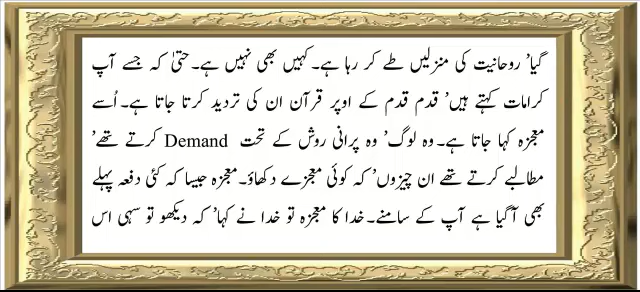 گیا’ روحانیت کی منزلیں طے کر رہا ہے۔کہیں بھی نہیں ہے۔حتیٰ کہ جسے آپ
کرامات کہتے ہیں’ قدم قدم کے اوپر قرآن ان کی تردید کرتا جاتا ہے۔اُسے
معجزہ کہا جاتا ہے۔وہ لوگ’ وہ پرانی روش کے تحت Demand کرتے تھے’
مطالبے کرتے تھے ان چیزوں’ کہ کوئی معجزے دکھاؤ۔معجزہ جیسا کہ کئی دفعہ پہلے
بھی آگیا ہے آپ کے سامنے۔خدا کا معجزہ تو خدا نے کہا’ کہ دیکھو تو سہی اس